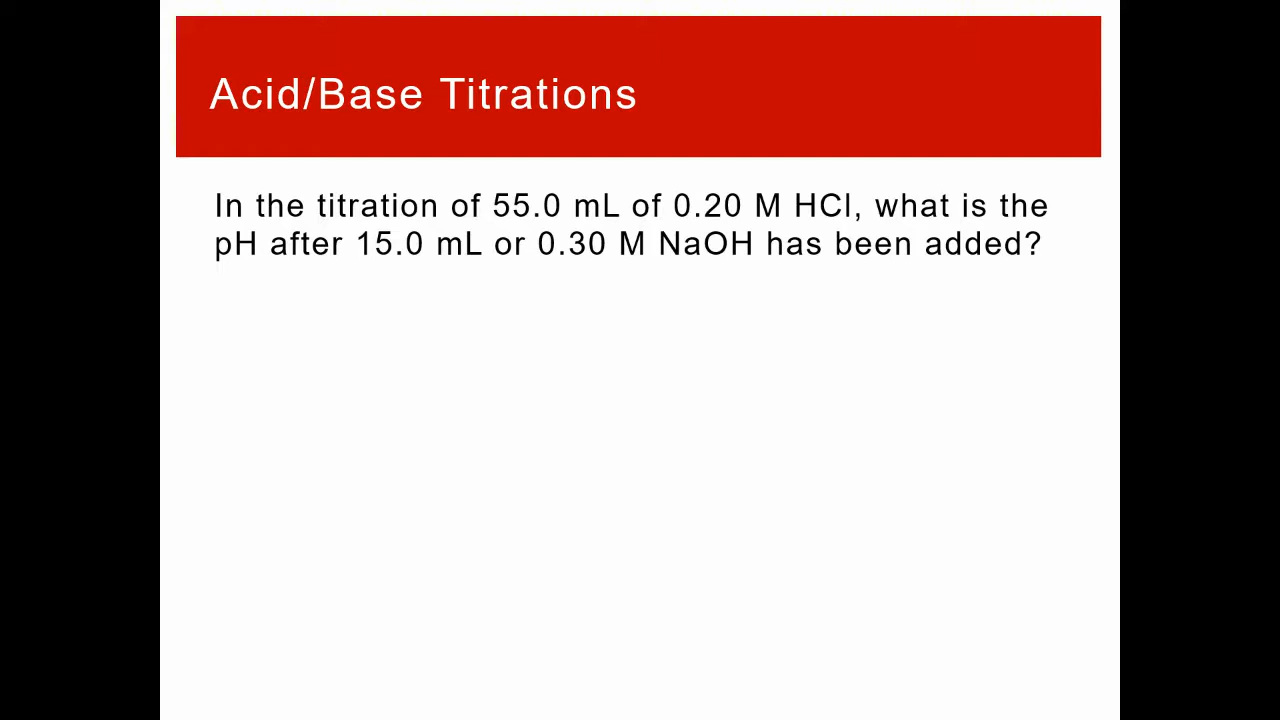 Acid/Base Titrations
In the titration of 55.0 mL of 0.20 M HCl, what is the
pH after 15.0 mL or 0.30 M NaOH has been added?